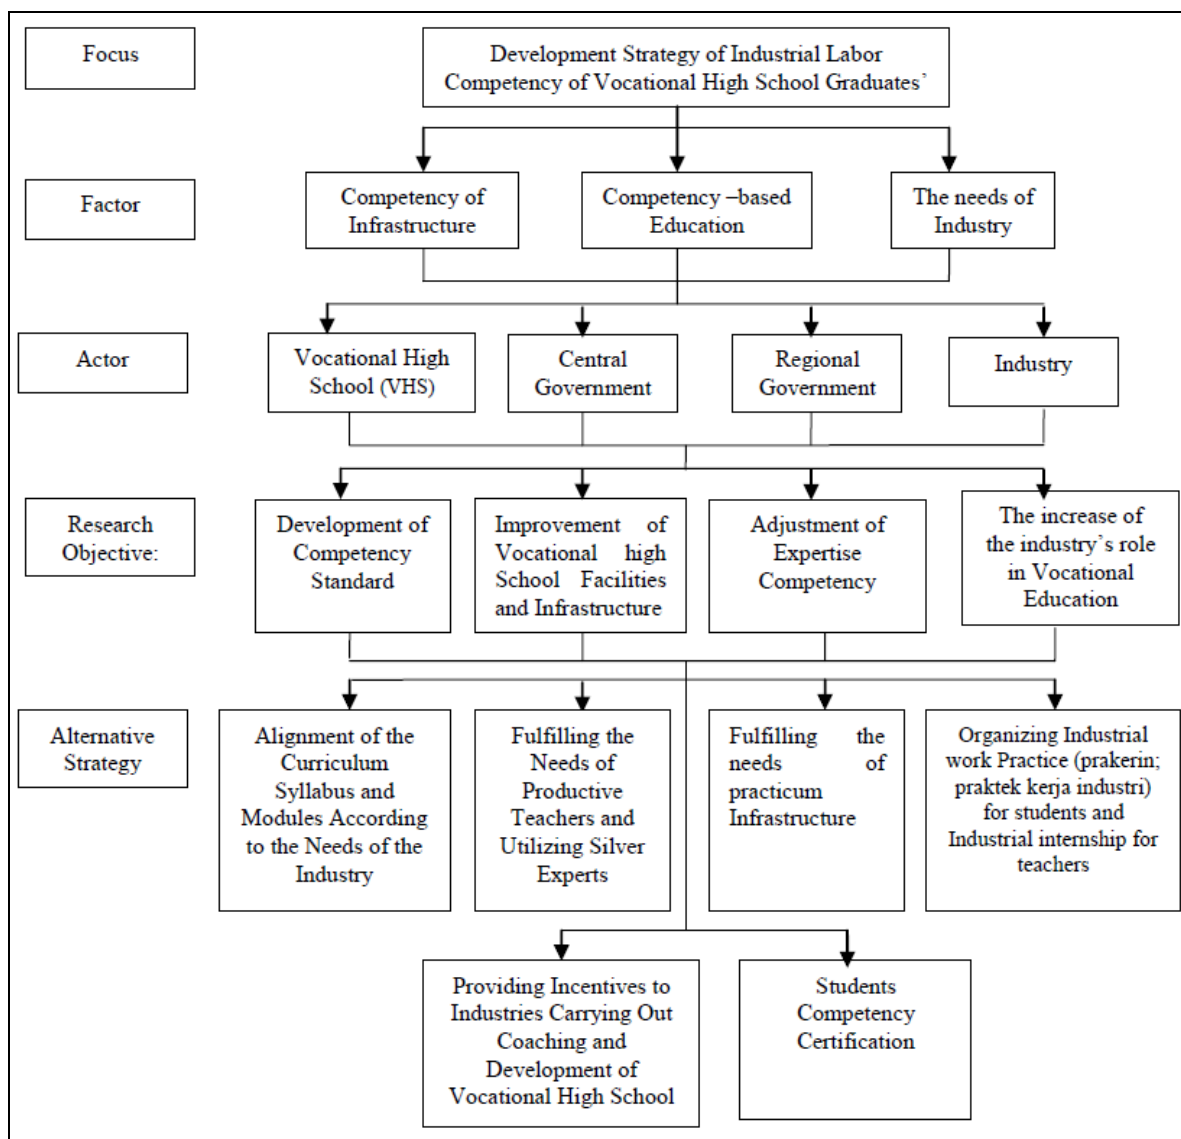 Focus
Development Strategy of Industrial Labor
Competency of Vocational High School Graduates’
Factor
Competency of
Infrastructure
Competency –based
Education
The needs of
Industry
Actor
Vocational High
School (VHS)
Central
Government
Regional
Government
Industry
Research
Objective:
Development of
Competency
Standard
Improvement of
Vocational high
School Facilities
and Infrastructure
Adjustment of
Expertise
Competency
The increase of
the industry’s role
in Vocational
Education
Alternative
Strategy
Alignment of the
Curriculum
Syllabus and
Modules According
to the Needs of the
Industry
Fulfilling the
Needs of
Productive
Teachers and
Utilizing Silver
Experts
Fulfilling the
needs of
practicum
Infrastructure
Organizing Industrial
work Practice (prakerin;
praktek kerja industri)
for students and
Industrial internship for
teachers
Providing Incentives to
Industries Carrying Out
Coaching and
Development of
Vocational High School
Students
Competency
Certification